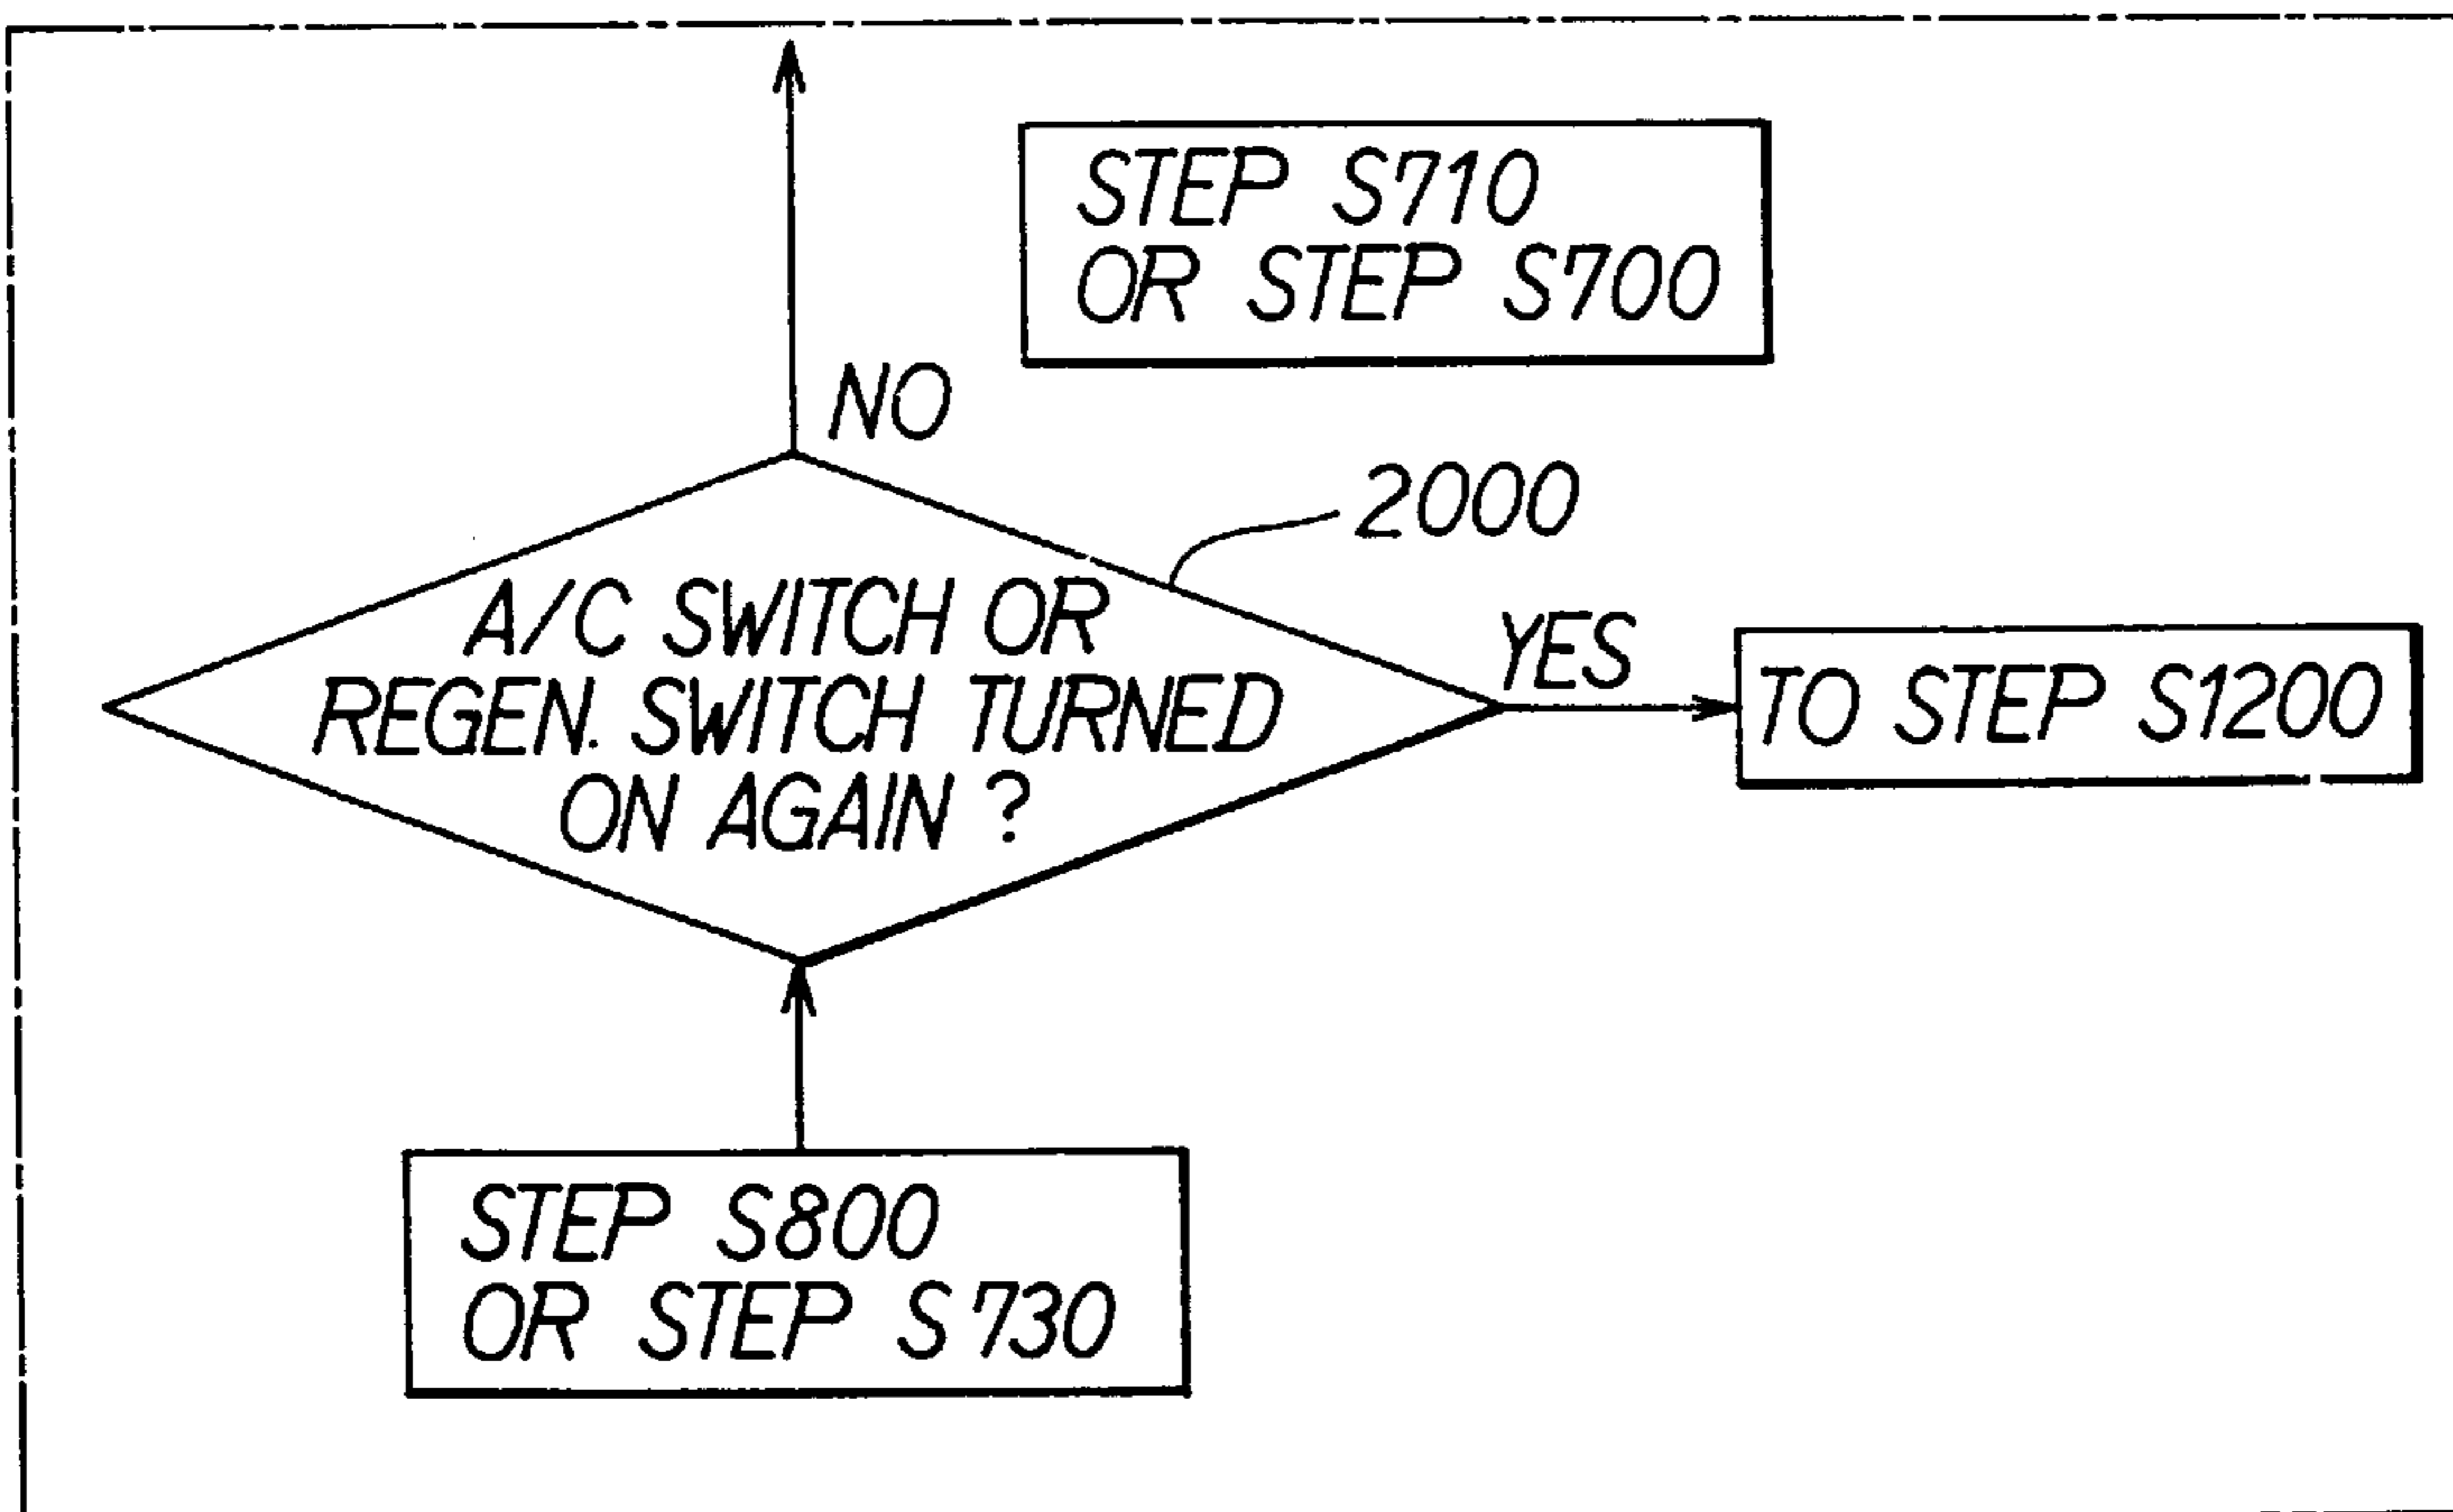 STEP S710
OR STEP S700
NO
2000
A/C SWITCH OR
REGEN. SWITCH TURNED
ON AGAIN ?
YES
TO STEP S1200
STEP S800
OR STEP S730